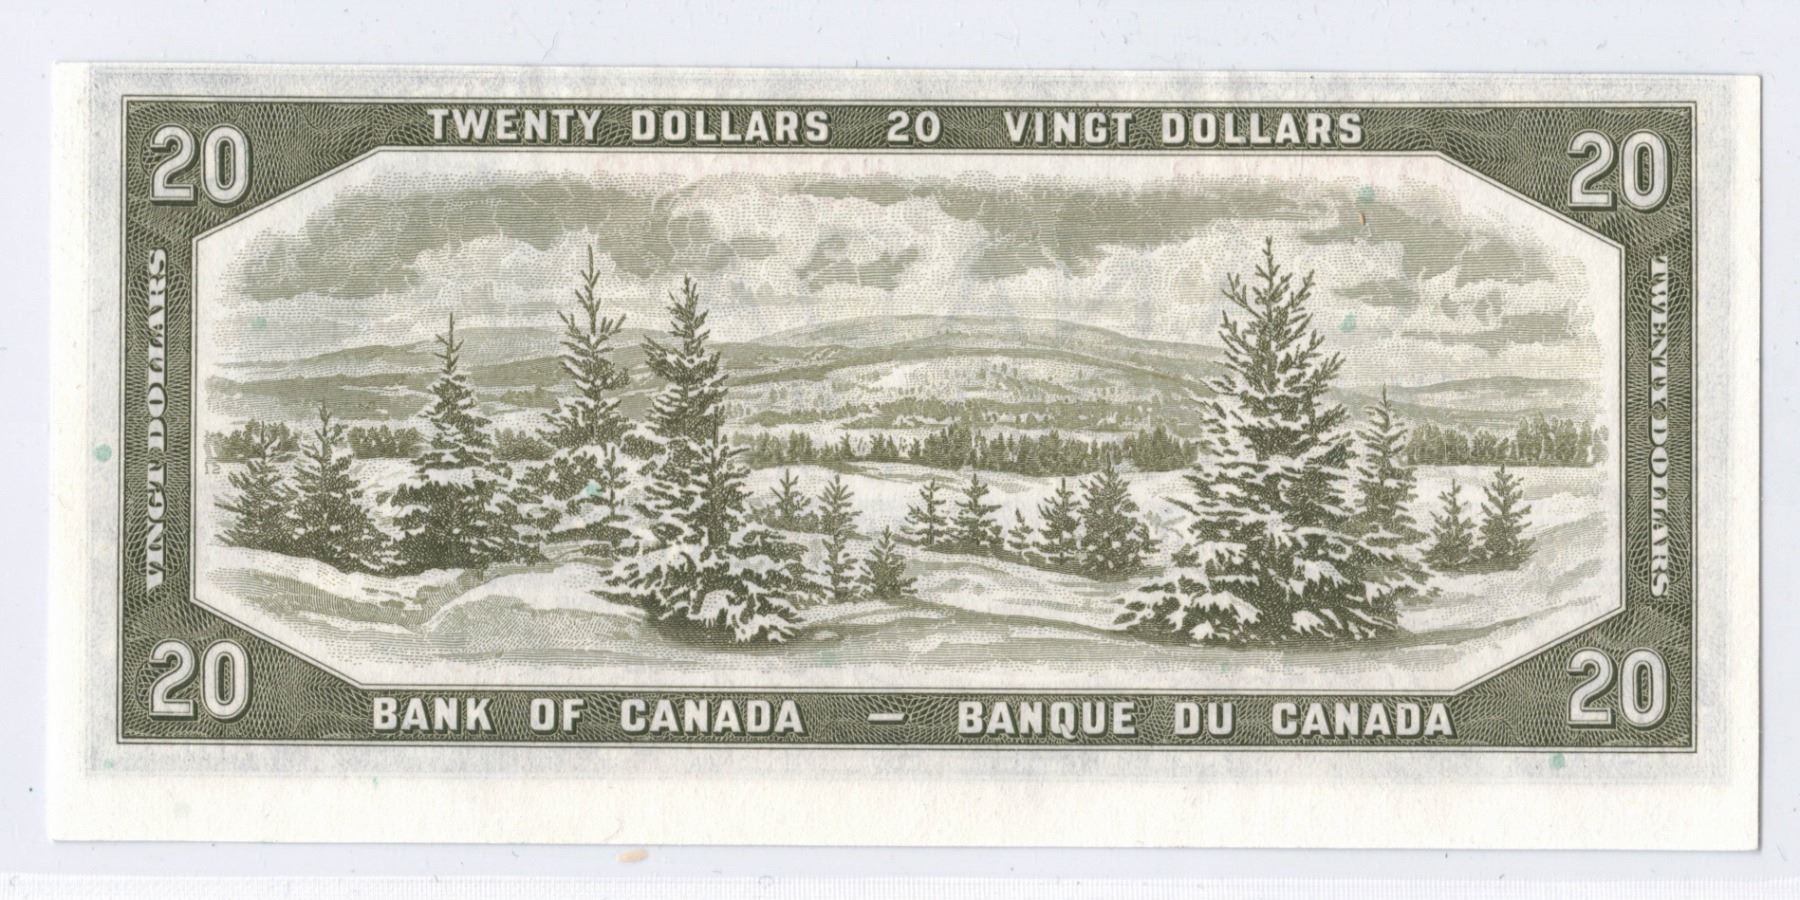 20 TWENTY DOLLARS 20 VINGT DOLLARS 20
VINGT DOLLARS
TWENTY DOLLARS
20 BANK OF CANADA — BANQUE DU CANADA 20